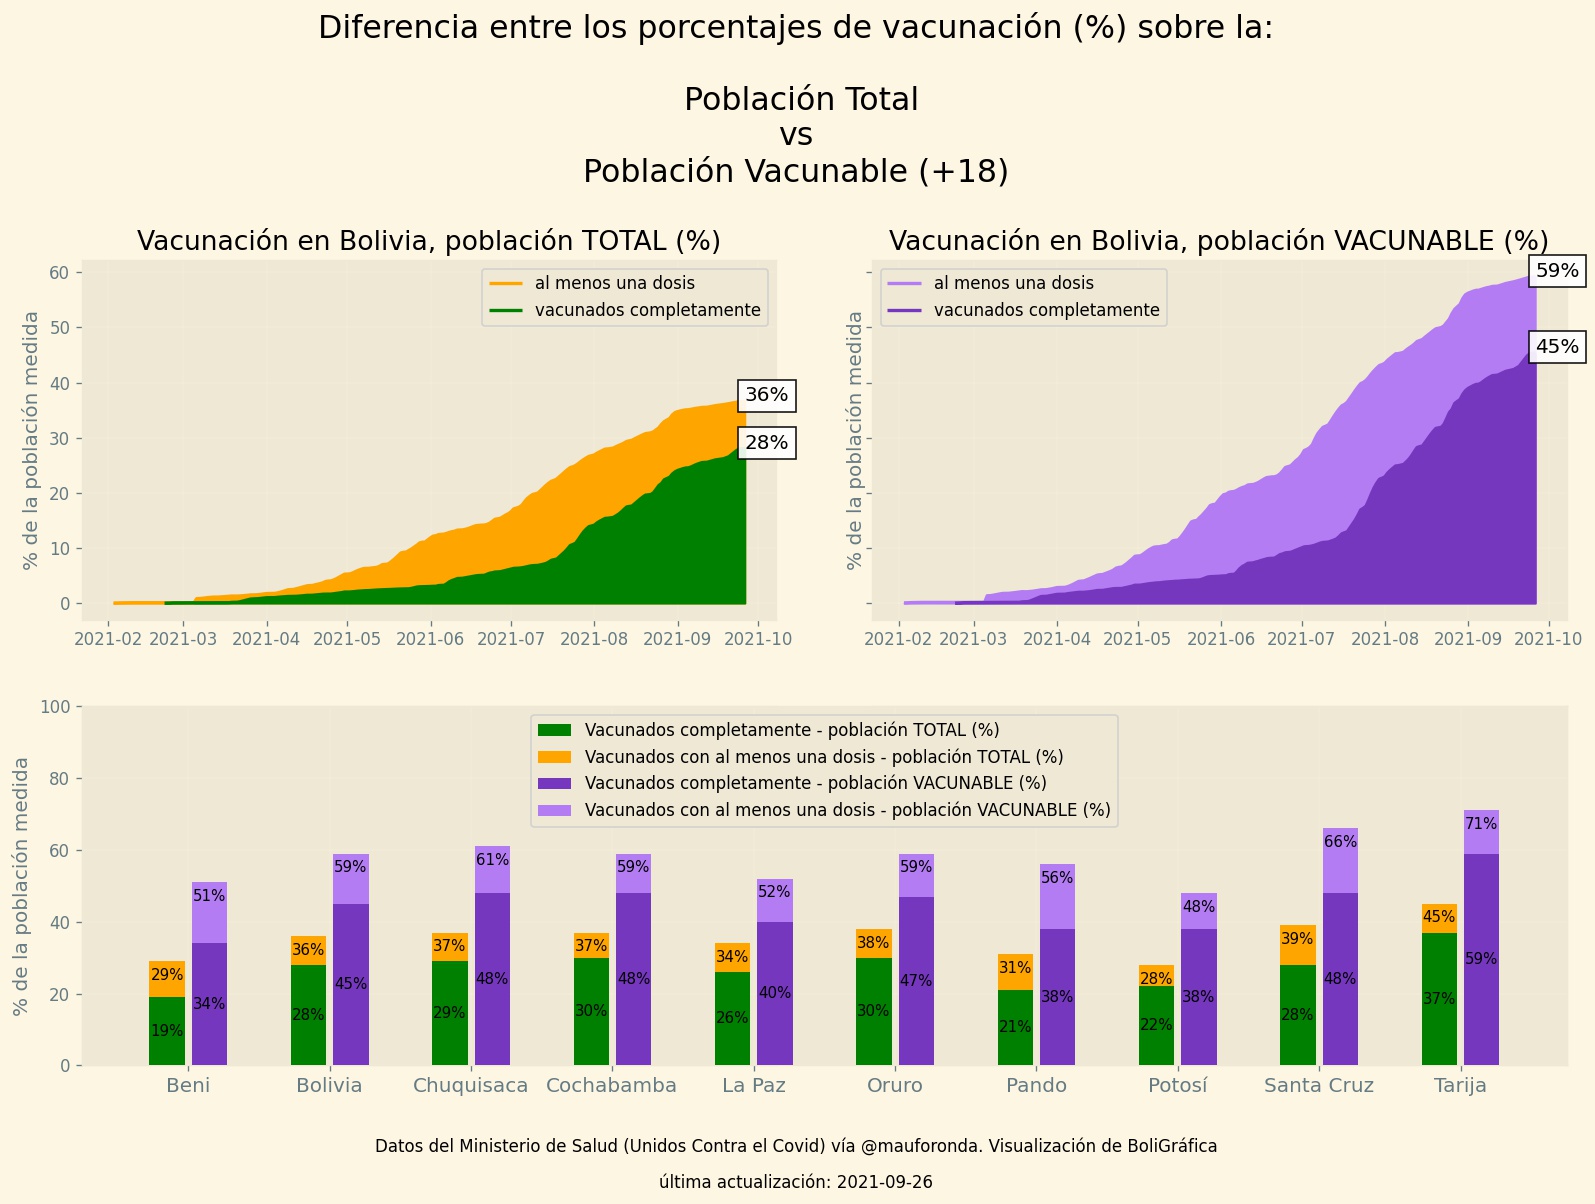 Diferencia entre los porcentajes de vacunación (%) sobre la:
Población Total
vs
Población Vacunable (+18)
Vacunación en Bolivia, población TOTAL (%)
% de la población medida
60
50
40
30
20
10
0
al menos una dosis
vacunados completamente
36%
28%
2021-02 2021-03 2021-04 2021-05 2021-06 2021-07 2021-08 2021-09 2021-10
Vacunación en Bolivia, población VACUNABLE (%)
% de la población medida
al menos una dosis
vacunados completamente
59%
45%
2021-02 2021-03 2021-04 2021-05 2021-06 2021-07 2021-08 2021-09 2021-10
% de la población medida
100
80
60
40
20
0
Vacunados completamente - población TOTAL (%)
Vacunados con al menos una dosis - población TOTAL (%)
Vacunados completamente - población VACUNABLE (%)
Vacunados con al menos una dosis - población VACUNABLE (%)
29% 19% 51% 34%
36% 28% 59% 45%
37% 29% 61% 48%
37% 30% 59% 48%
34% 26% 52% 40%
38% 30% 59% 47%
31% 21% 56% 38%
28% 22% 48% 38%
39% 28% 66% 48%
45% 37% 71% 59%
Beni Bolivia Chuquisaca Cochabamba La Paz Oruro Pando Potosí Santa Cruz Tarija
Datos del Ministerio de Salud (Unidos Contra el Covid) vía @mauforonda. Visualización de BoliGráfica
última actualización: 2021-09-26